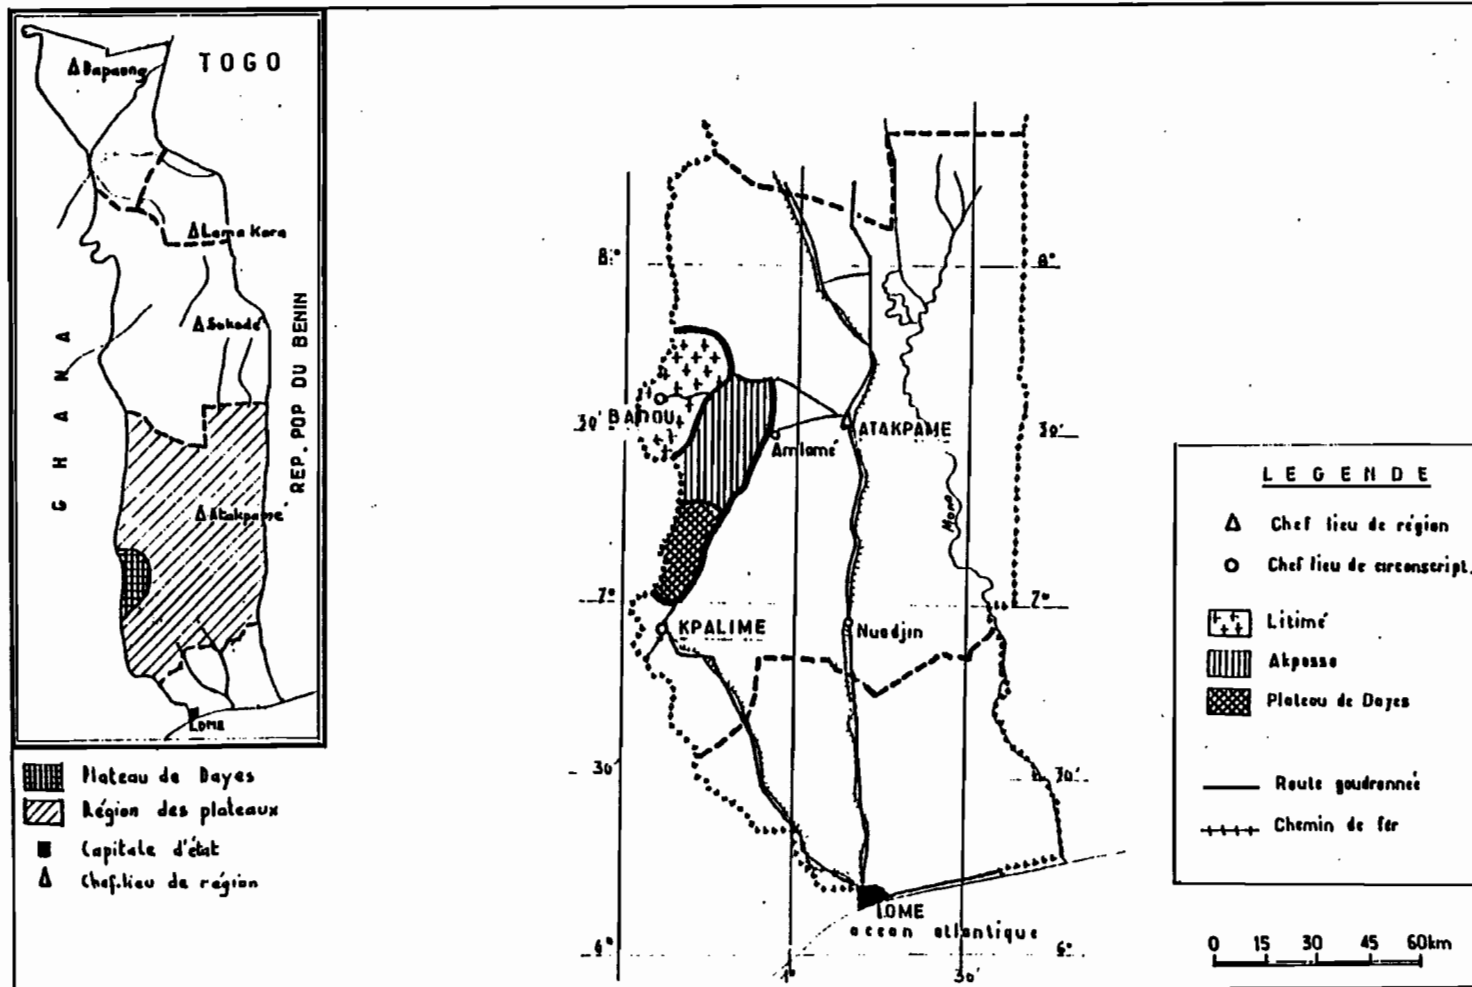 TOGO
Dapaong
Lama Kara
Sokodé
GHANA
REP. POP DU BENIN
Atakpamé
LOME
Plateau de Dayes
Région des plateaux
Capitale d'état
Chef.lieu de région
8°
8°
BADOU
30'
ATAKPAME
30'
Amlamé
Mono
7°
7°
KPALIME
Nuadjin
30'
30'
LOME
ocean atlantique
6°
6°
1°
30'
LEGENDE
Chef lieu de région
Chef lieu de circonscript.
Litimé
Akposso
Plateau de Dayes
Route goudronneé
Chemin de fer
0 15 30 45 60km